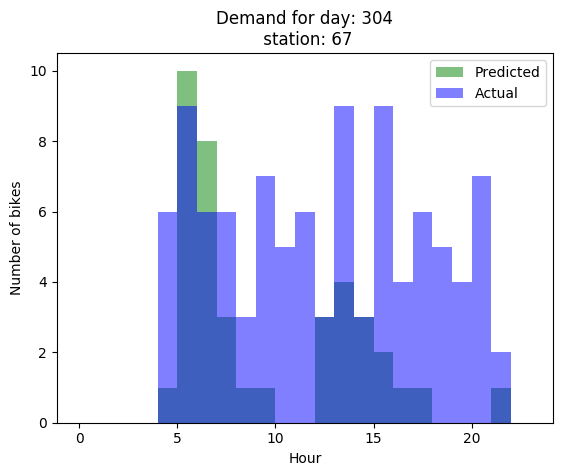 Demand for day: 304
station: 67
Predicted
Actual
Number of bikes
10
8
6
4
2
0
0 5 10 15 20
Hour